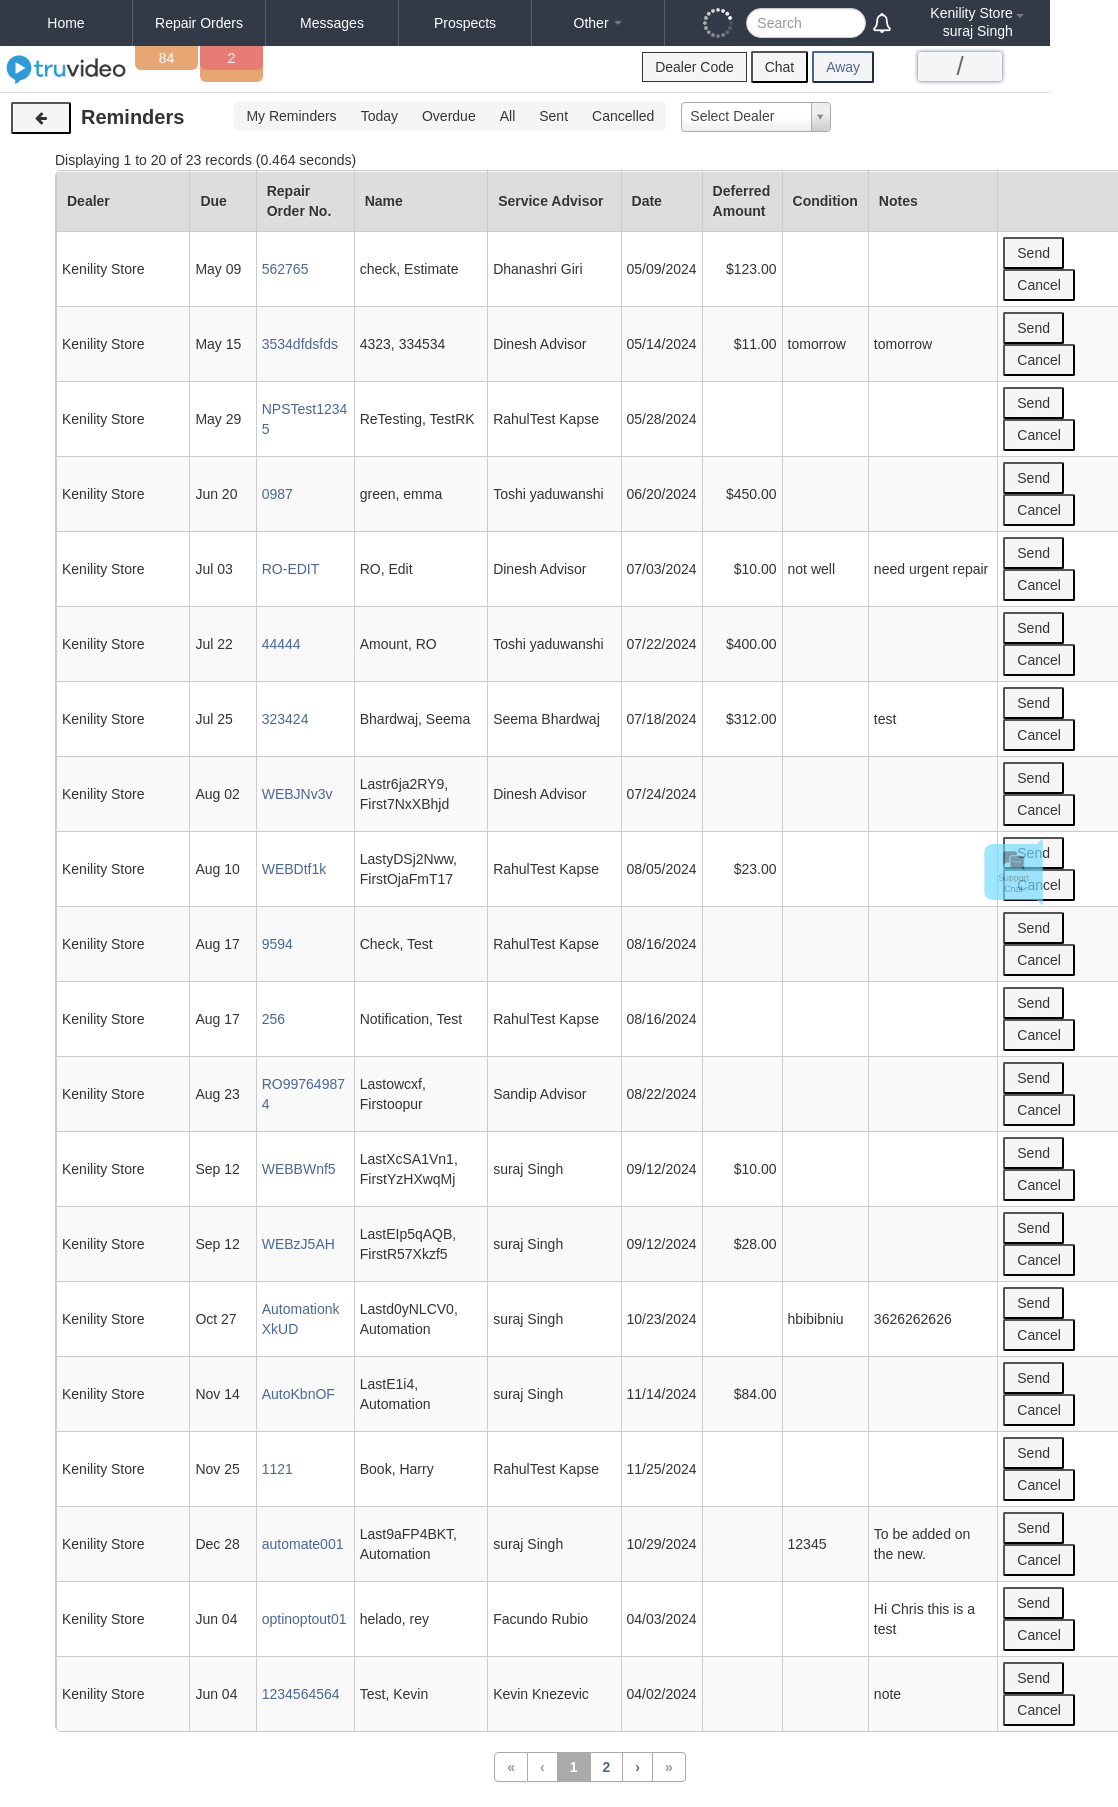 Home Repair Orders Messages Prospects Other Search Kenility Store
suraj Singh
truvideo 84 2 Dealer Code Chat Away /
Reminders My Reminders Today Overdue All Sent Cancelled Select Dealer
Displaying 1 to 20 of 23 records (0.464 seconds)
Dealer Due Repair Order No. Name Service Advisor Date Deferred Amount Condition Notes
Kenility Store May 09 562765 check, Estimate Dhanashri Giri 05/09/2024 $123.00 Send
Cancel
Kenility Store May 15 3534dfdsfds 4323, 334534 Dinesh Advisor 05/14/2024 $11.00 tomorrow tomorrow Send
Cancel
Kenility Store May 29 NPSTest12345 ReTesting, TestRK RahulTest Kapse 05/28/2024 Send
Cancel
Kenility Store Jun 20 0987 green, emma Toshi yaduwanshi 06/20/2024 $450.00 Send
Cancel
Kenility Store Jul 03 RO-EDIT RO, Edit Dinesh Advisor 07/03/2024 $10.00 not well need urgent repair Send
Cancel
Kenility Store Jul 22 44444 Amount, RO Toshi yaduwanshi 07/22/2024 $400.00 Send
Cancel
Kenility Store Jul 25 323424 Bhardwaj, Seema Seema Bhardwaj 07/18/2024 $312.00 test Send
Cancel
Kenility Store Aug 02 WEBJNv3v Lastr6ja2RY9, First7NxXBhjd Dinesh Advisor 07/24/2024 Send
Cancel
Kenility Store Aug 10 WEBDtf1k LastyDSj2Nww, FirstOjaFmT17 RahulTest Kapse 08/05/2024 $23.00 Send
Cancel
Support
Chat
Kenility Store Aug 17 9594 Check, Test RahulTest Kapse 08/16/2024 Send
Cancel
Kenility Store Aug 17 256 Notification, Test RahulTest Kapse 08/16/2024 Send
Cancel
Kenility Store Aug 23 RO997649874 Lastowcxf, Firstoopur Sandip Advisor 08/22/2024 Send
Cancel
Kenility Store Sep 12 WEBBWnf5 LastXcSA1Vn1, FirstYzHXwqMj suraj Singh 09/12/2024 $10.00 Send
Cancel
Kenility Store Sep 12 WEBzJ5AH LastEIp5qAQB, FirstR57Xkzf5 suraj Singh 09/12/2024 $28.00 Send
Cancel
Kenility Store Oct 27 AutomationkXkUD Lastd0yNLCV0, Automation suraj Singh 10/23/2024 hbibibniu 3626262626 Send
Cancel
Kenility Store Nov 14 AutoKbnOF LastE1i4, Automation suraj Singh 11/14/2024 $84.00 Send
Cancel
Kenility Store Nov 25 1121 Book, Harry RahulTest Kapse 11/25/2024 Send
Cancel
Kenility Store Dec 28 automate001 Last9aFP4BKT, Automation suraj Singh 10/29/2024 12345 To be added on the new. Send
Cancel
Kenility Store Jun 04 optinoptout01 helado, rey Facundo Rubio 04/03/2024 Hi Chris this is a test Send
Cancel
Kenility Store Jun 04 1234564564 Test, Kevin Kevin Knezevic 04/02/2024 note Send
Cancel
« ‹ 1 2 › »